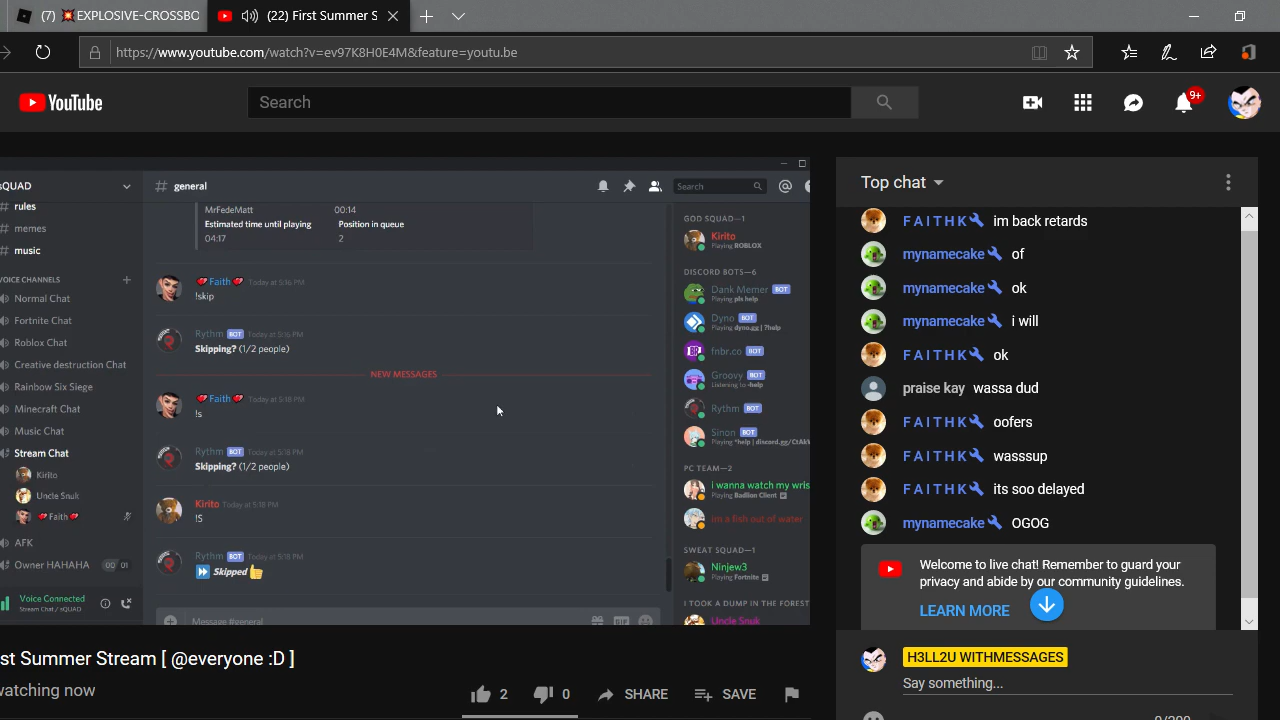 (7) 💥EXPLOSIVE-CROSSBO
(22) First Summer S
https://www.youtube.com/watch?v=ev97K8H0E4M&feature=youtu.be
YouTube
Search
9+
sQUAD
# general
Search
# rules
# memes
# music
VOICE CHANNELS
Normal Chat
Fortnite Chat
Roblox Chat
Creative destruction Chat
Rainbow Six Siege
Minecraft Chat
Music Chat
Stream Chat
Kirito
Uncle Snuk
💔Faith💔
AFK
Owner HAHAHA 00 01
Voice Connected
Stream Chat / sQUAD
MrFedeMatt 00:14
Estimated time until playing Position in queue
04:17 2
Faith Today at 5:16 PM
!skip
Rythm BOT Today at 5:16 PM
Skipping? (1/2 people)
NEW MESSAGES
Faith Today at 5:18 PM
!s
Rythm BOT Today at 5:18 PM
Skipping? (1/2 people)
Kirito Today at 5:18 PM
!S
Rythm BOT Today at 5:18 PM
⏩ Skipped 👍
Message #general
GIF
GOD SQUAD—1
Kirito
Playing ROBLOX
DISCORD BOTS—6
Dank Memer BOT
Playing pls help
Dyno BOT
Playing dyno.gg | ?help
fnbr.co BOT
Groovy BOT
Listening to -help
Rythm BOT
Sinon BOT
PC TEAM—2
i wanna watch my wris
Playing Badlion Client
im a fish out of water
SWEAT SQUAD—1
Ninjew3
Playing Fortnite
I TOOK A DUMP IN THE FOREST
Uncle Snuk
Top chat
F A I T H K im back retards
mynamecake of
mynamecake ok
mynamecake i will
F A I T H K ok
praise kay wassa dud
F A I T H K oofers
F A I T H K wasssup
F A I T H K its soo delayed
mynamecake OGOG
Welcome to live chat! Remember to guard your
privacy and abide by our community guidelines.
LEARN MORE
H3LL2U WITHMESSAGES
Say something...
0/200
st Summer Stream [ @everyone :D ]
watching now
2
0
SHARE
SAVE